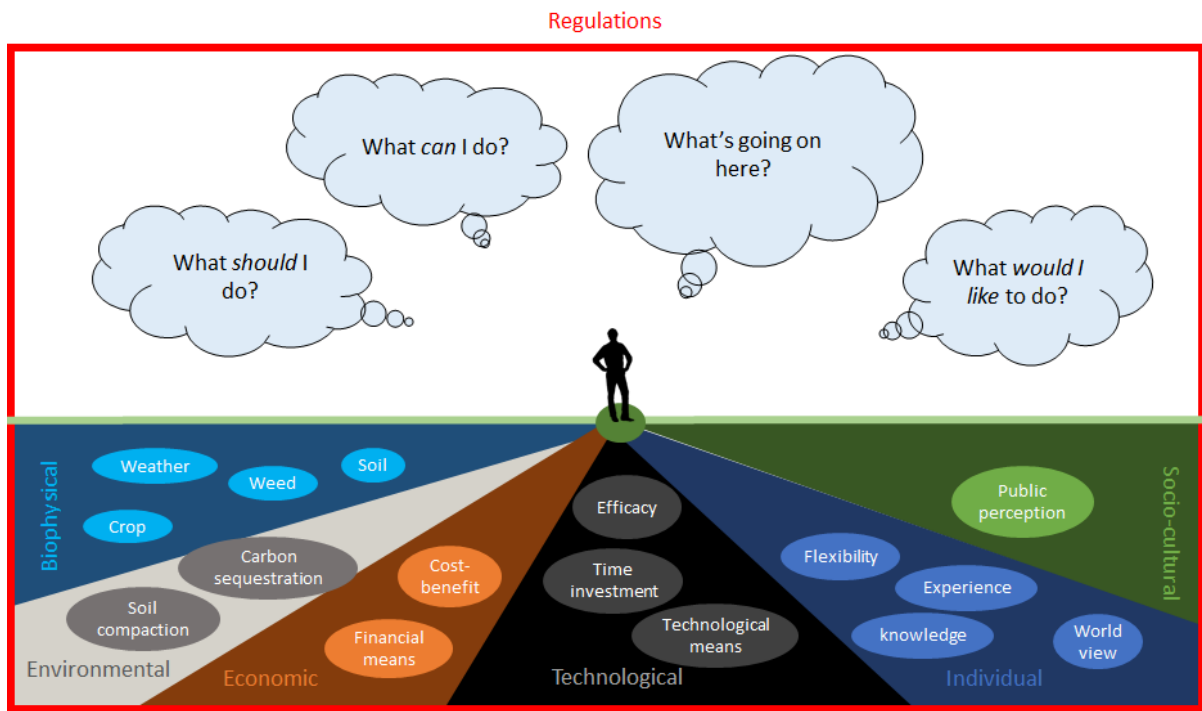 Regulations
What can I do?
What's going on
here?
What should I
do?
What would I
like to do?
Biophysical
Weather
Weed
Soil
Crop
Carbon
sequestration
Soil
compaction
Environmental
Cost-
benefit
Financial
means
Economic
Efficacy
Time
investment
Technological
means
Technological
Flexibility
Experience
knowledge
World
view
Individual
Public
perception
Socio-cultural